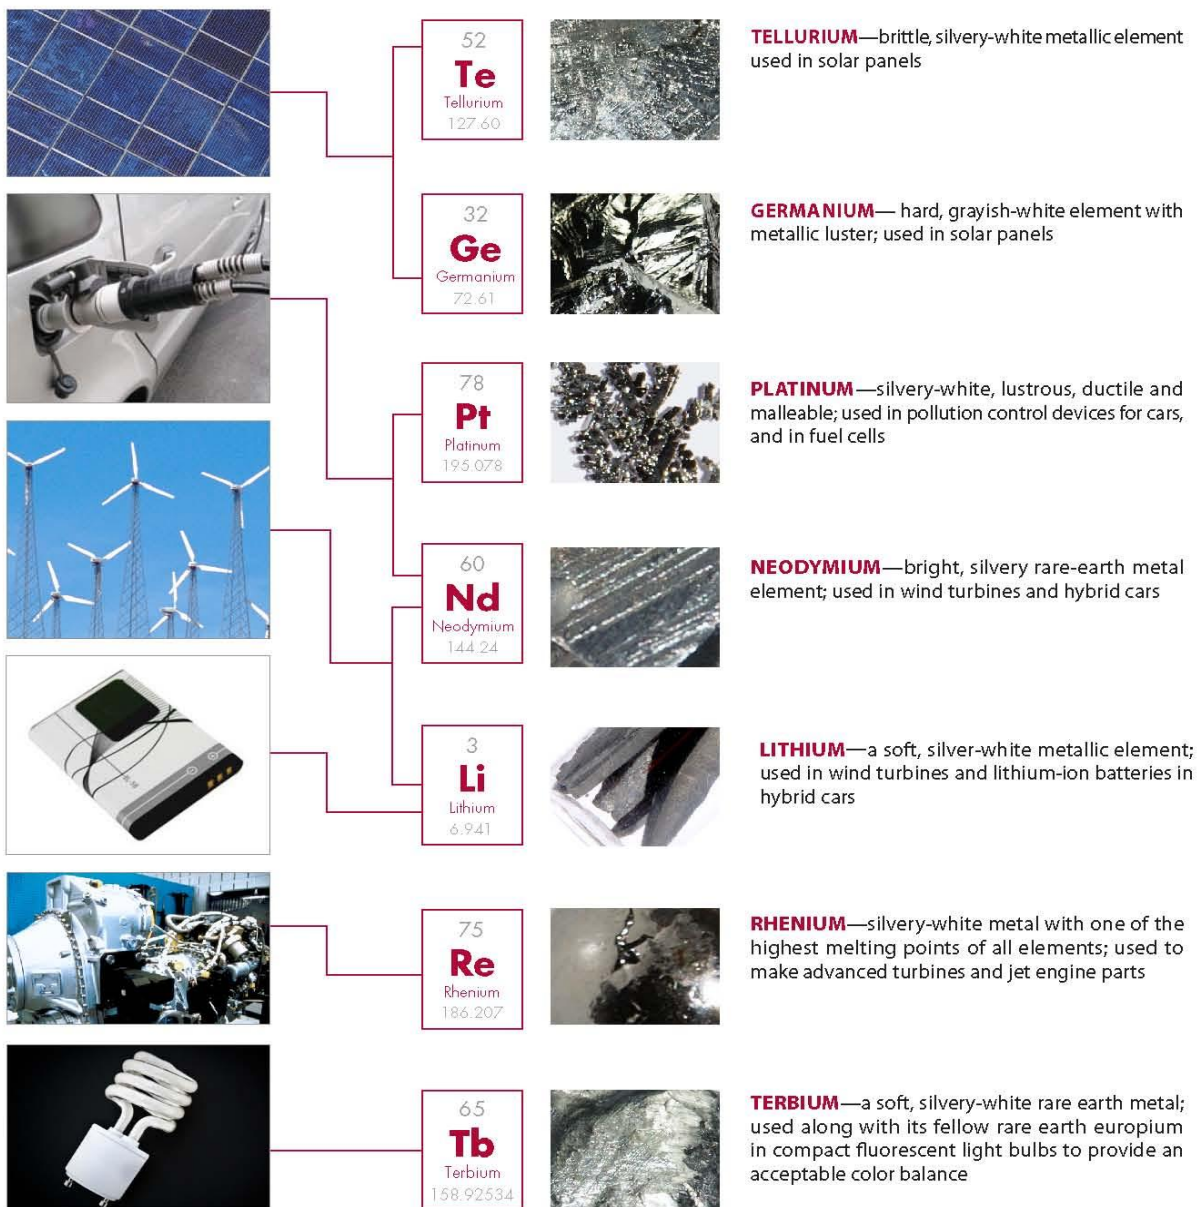 52
Te
Tellurium
127.60
TELLURIUM—brittle, silvery-white metallic element
used in solar panels
32
Ge
Germanium
72.61
GERMANIUM— hard, grayish-white element with
metallic luster; used in solar panels
78
Pt
Platinum
195.078
PLATINUM—silvery-white, lustrous, ductile and
malleable; used in pollution control devices for cars,
and in fuel cells
60
Nd
Neodymium
144.24
NEODYMIUM—bright, silvery rare-earth metal
element; used in wind turbines and hybrid cars
3
Li
Lithium
6.941
LITHIUM—a soft, silver-white metallic element;
used in wind turbines and lithium-ion batteries in
hybrid cars
75
Re
Rhenium
186.207
RHENIUM—silvery-white metal with one of the
highest melting points of all elements; used to
make advanced turbines and jet engine parts
65
Tb
Terbium
158.92534
TERBIUM—a soft, silvery-white rare earth metal;
used along with its fellow rare earth europium
in compact fluorescent light bulbs to provide an
acceptable color balance